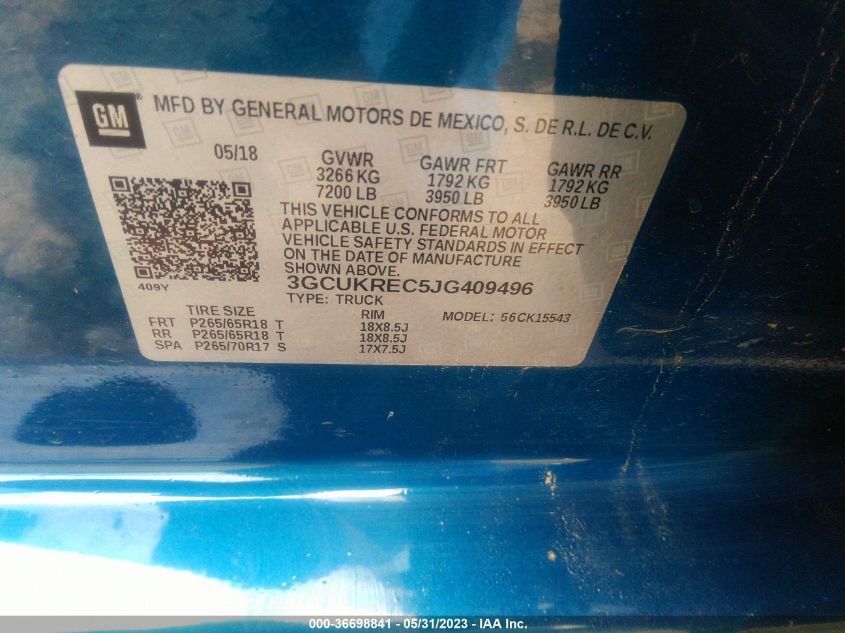 GM
MFD BY GENERAL MOTORS DE MEXICO, S. DE R.L. DE C.V.
05/18 GVWR GAWR FRT GAWR RR
3266 KG 1792 KG 1792 KG
7200 LB 3950 LB 3950 LB
THIS VEHICLE CONFORMS TO ALL
APPLICABLE U.S. FEDERAL MOTOR
VEHICLE SAFETY STANDARDS IN EFFECT
ON THE DATE OF MANUFACTURE
SHOWN ABOVE.
409Y 3GCUKREC5JG409496
TYPE: TRUCK
TIRE SIZE RIM MODEL: 56CK15543
FRT P265/65R18 T 18X8.5J
RR P265/65R18 T 18X8.5J
SPA P265/70R17 S 17X7.5J
000-36698841 - 05/31/2023 - IAA Inc.